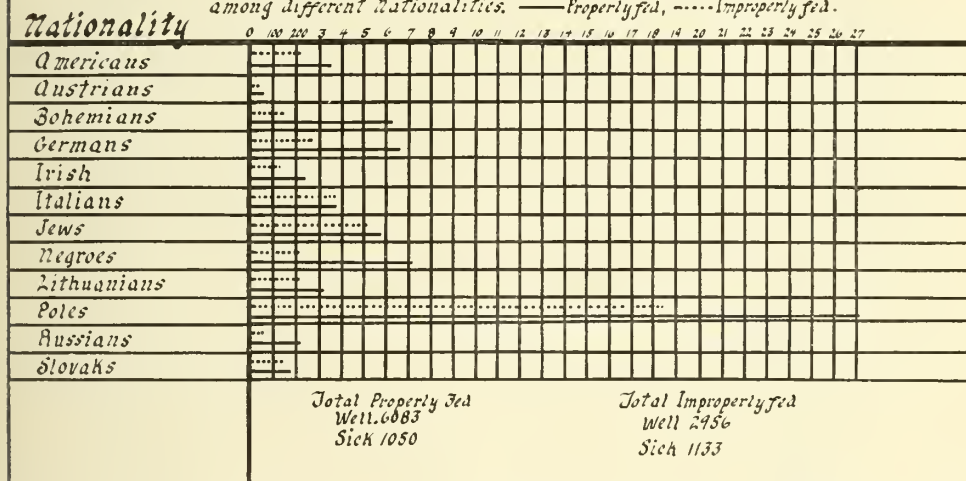 among different Nationalities. —— Properly fed, ----- Improperly fed.
Nationality
0 100 200 3 4 5 6 7 8 9 10 11 12 13 14 15 16 17 18 19 20 21 22 23 24 25 26 27
Americans
Austrians
Bohemians
Germans
Irish
Italians
Jews
Negroes
Lithuanians
Poles
Russians
Slovaks
Total Properly Fed
Well 6083
Sick 1050
Total Improperly fed
Well 2956
Sick 1133